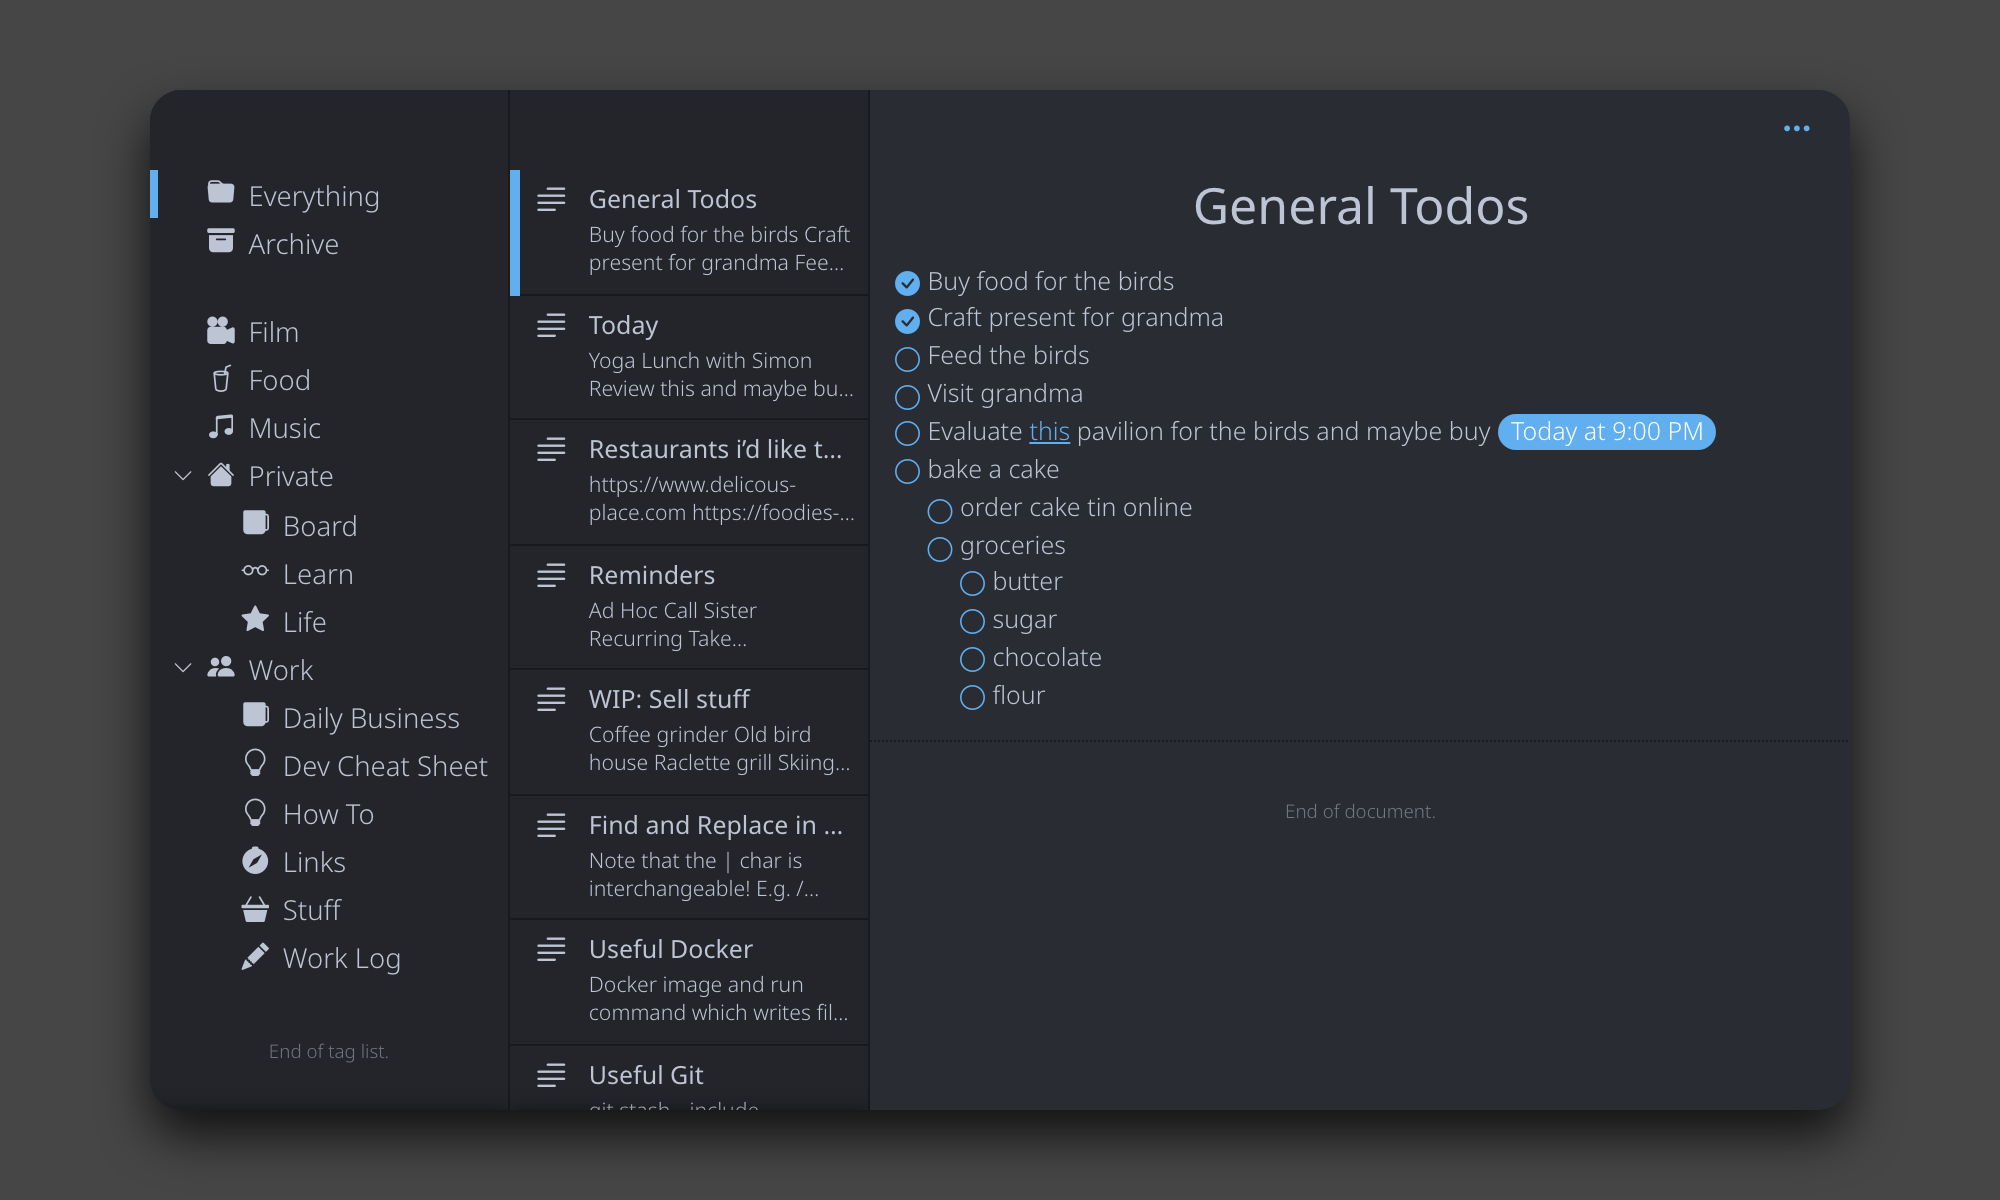 Everything
Archive
Film
Food
Music
Private
Board
Learn
Life
Work
Daily Business
Dev Cheat Sheet
How To
Links
Stuff
Work Log
End of tag list.
General Todos
Buy food for the birds Craft
present for grandma Fee...
Today
Yoga Lunch with Simon
Review this and maybe bu...
Restaurants i’d like t...
https://www.delicous-
place.com https://foodies-...
Reminders
Ad Hoc Call Sister
Recurring Take...
WIP: Sell stuff
Coffee grinder Old bird
house Raclette grill Skiing...
Find and Replace in ...
Note that the | char is
interchangeable! E.g. /...
Useful Docker
Docker image and run
command which writes fil...
Useful Git
git stash
include
General Todos
Buy food for the birds
Craft present for grandma
Feed the birds
Visit grandma
Evaluate this pavilion for the birds and maybe buy Today at 9:00 PM
bake a cake
order cake tin online
groceries
butter
sugar
chocolate
flour
End of document.